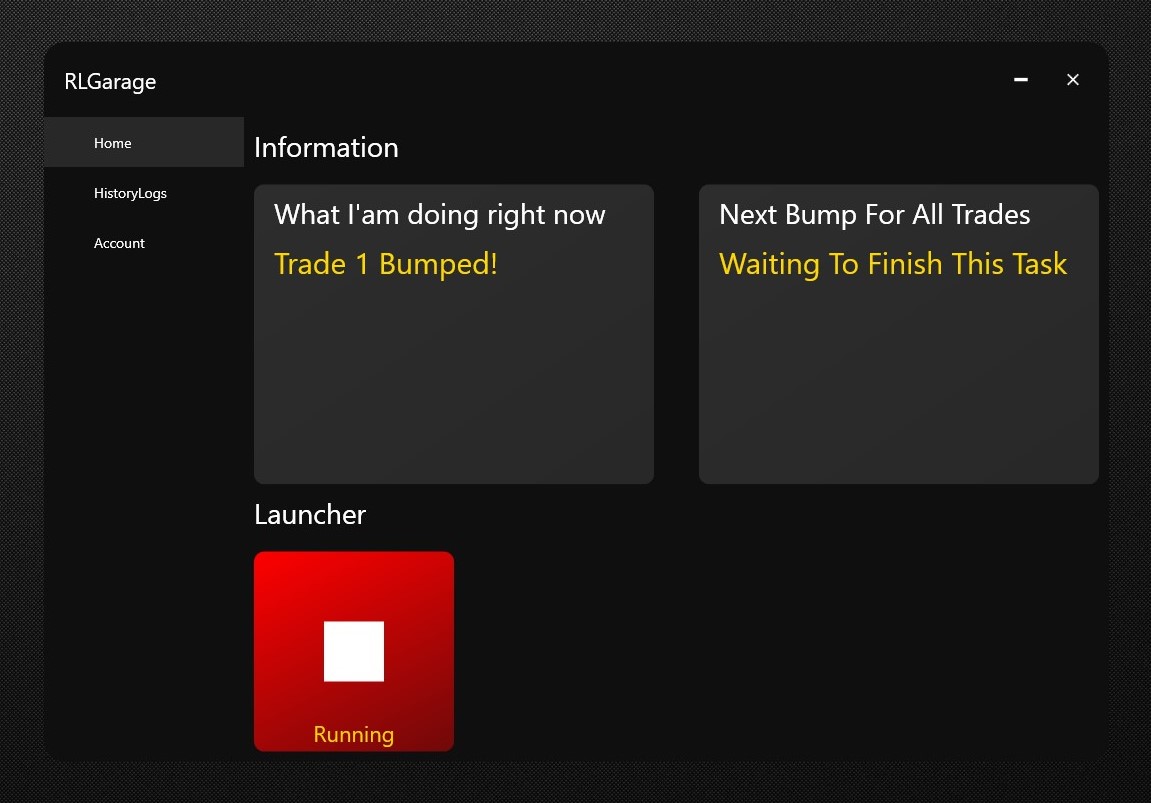 RLGarage
Home
HistoryLogs
Account
Information
What I'am doing right now
Trade 1 Bumped!
Next Bump For All Trades
Waiting To Finish This Task
Launcher
Running